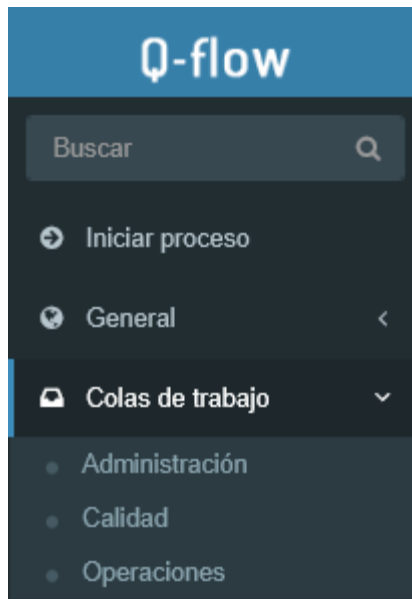 Q-flow
Buscar
Iniciar proceso
General
Colas de trabajo
Administración
Calidad
Operaciones